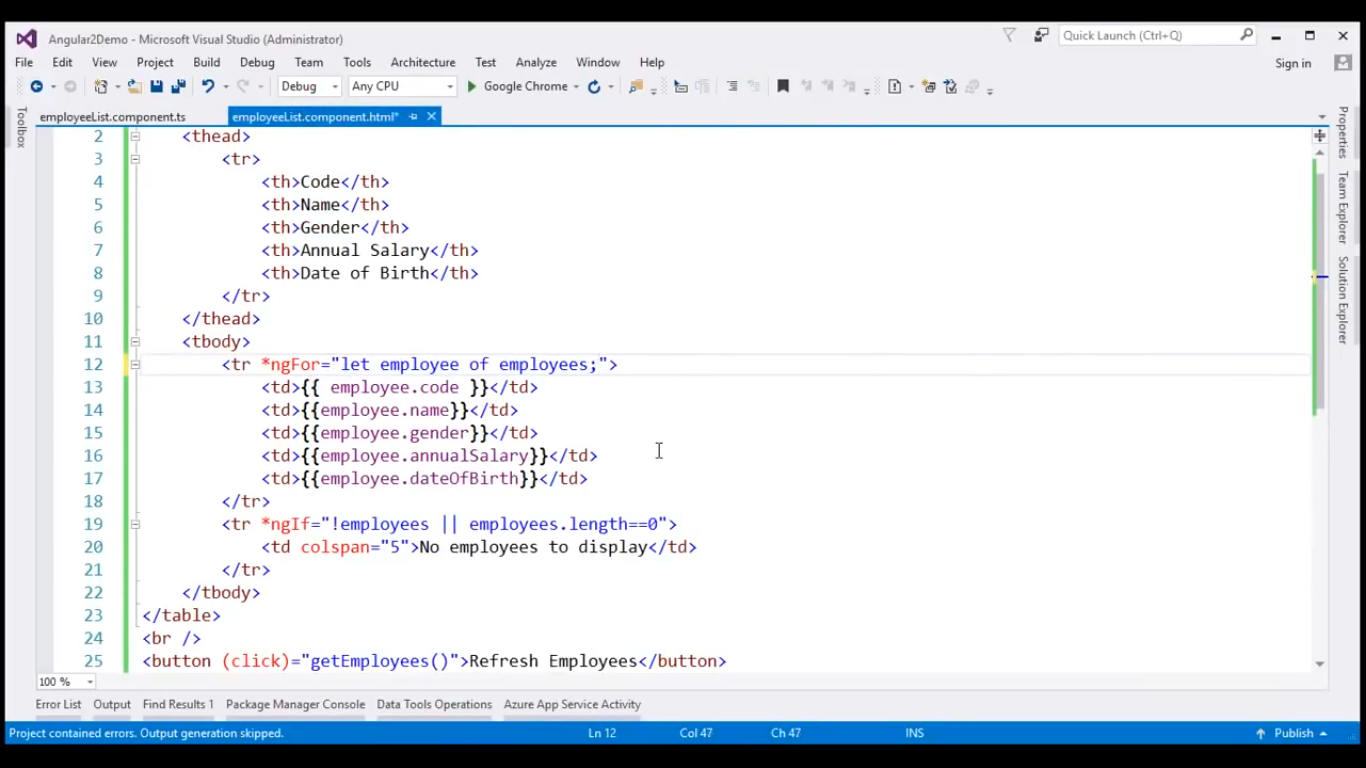 Angular2Demo - Microsoft Visual Studio (Administrator)
Quick Launch (Ctrl+Q)
File Edit View Project Build Debug Team Tools Architecture Test Analyze Window Help
Sign in
Debug Any CPU Google Chrome
Toolbox
employeeList.component.ts employeeList.component.html*
Properties
Team Explorer
Solution Explorer
2 <thead>
3 <tr>
4 <th>Code</th>
5 <th>Name</th>
6 <th>Gender</th>
7 <th>Annual Salary</th>
8 <th>Date of Birth</th>
9 </tr>
10 </thead>
11 <tbody>
12 <tr *ngFor="let employee of employees;">
13 <td>{{ employee.code }}</td>
14 <td>{{employee.name}}</td>
15 <td>{{employee.gender}}</td>
16 <td>{{employee.annualSalary}}</td>
17 <td>{{employee.dateOfBirth}}</td>
18 </tr>
19 <tr *ngIf="!employees || employees.length==0">
20 <td colspan="5">No employees to display</td>
21 </tr>
22 </tbody>
23 </table>
24 <br />
25 <button (click)="getEmployees()">Refresh Employees</button>
100 %
Error List Output Find Results 1 Package Manager Console Data Tools Operations Azure App Service Activity
Project contained errors. Output generation skipped. Ln 12 Col 47 Ch 47 INS Publish